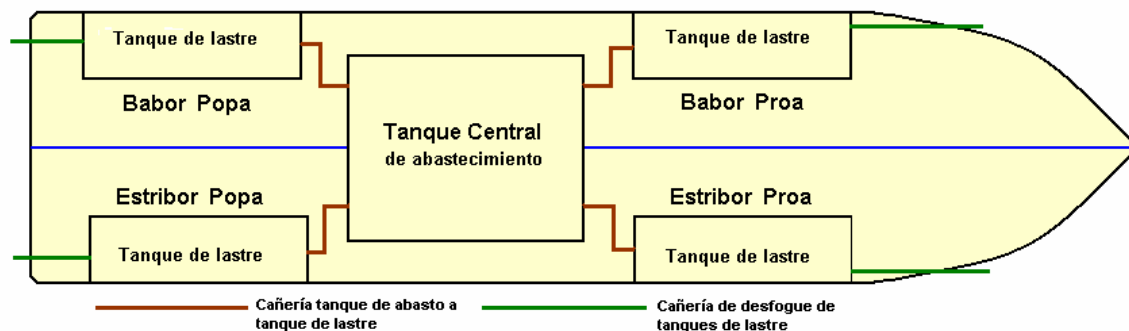 Tanque de lastre
Tanque de lastre
Babor Popa
Babor Proa
Tanque Central
de abastecimiento
Estribor Popa
Estribor Proa
Tanque de lastre
Tanque de lastre
Cañería tanque de abasto a
tanque de lastre
Cañería de desfogue de
tanques de lastre